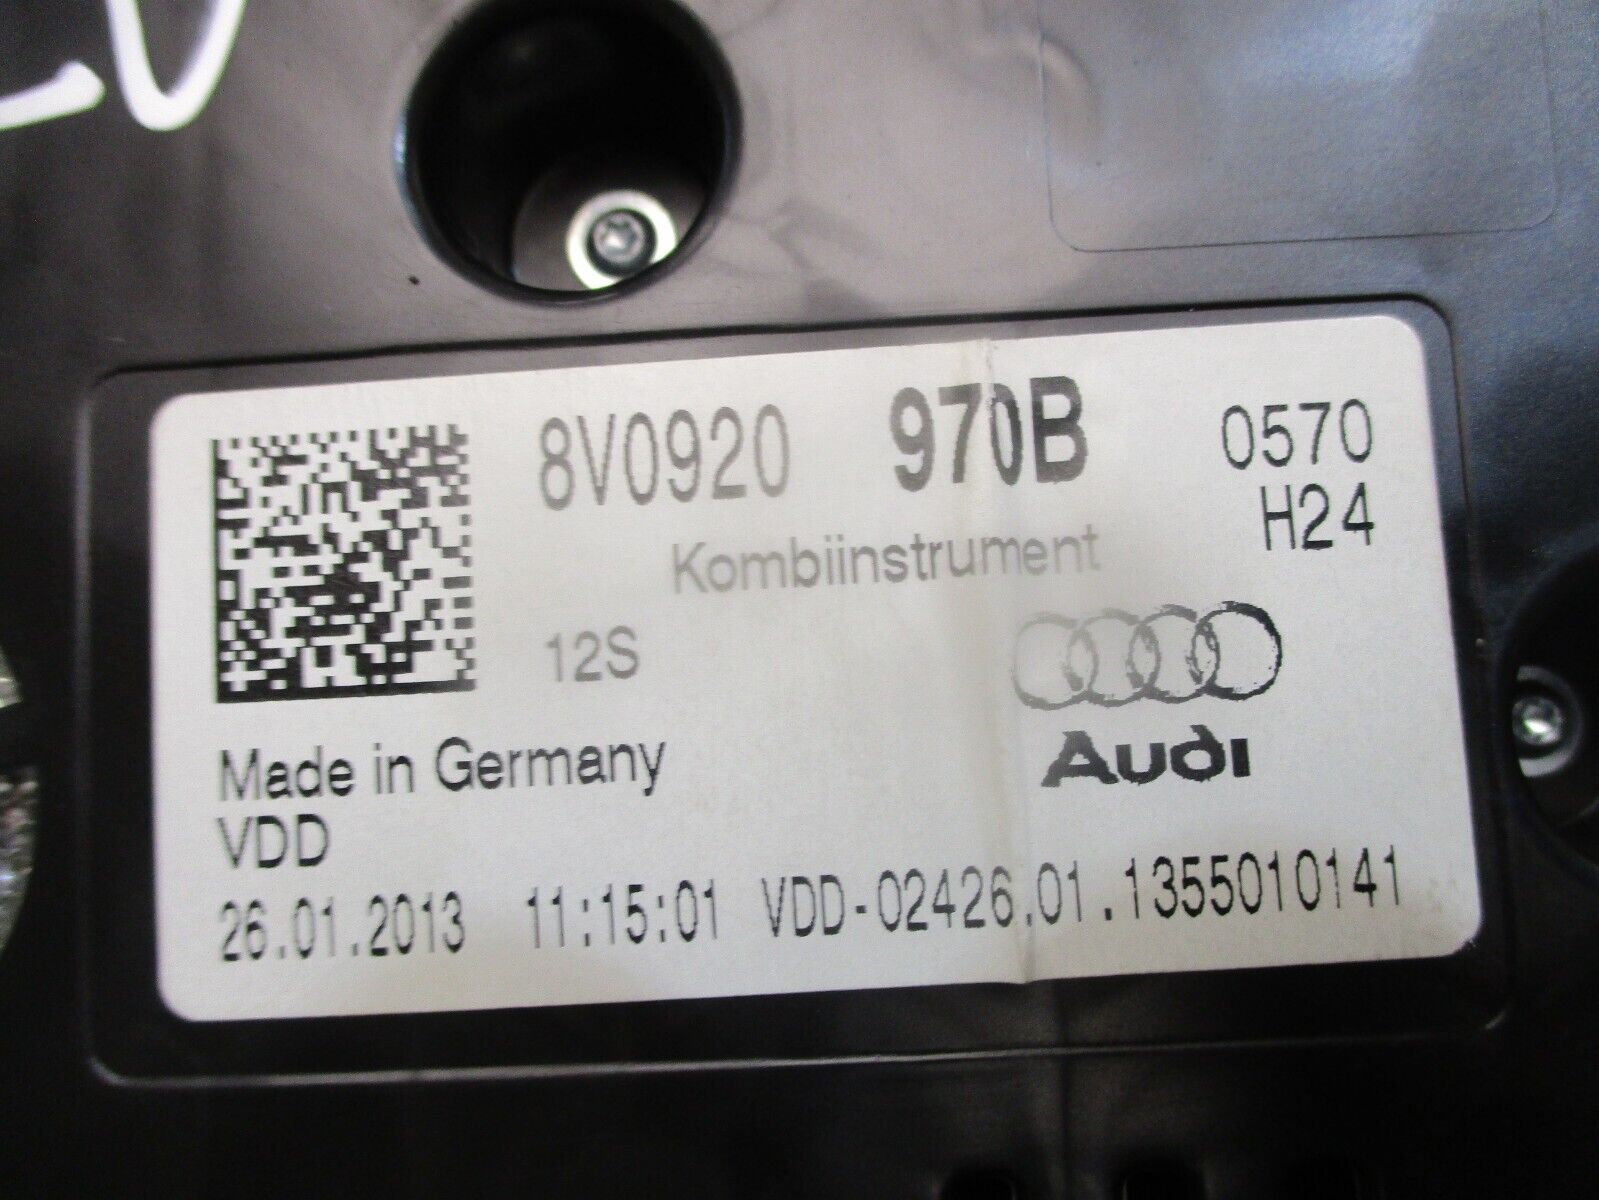 8V0920 970B 0570
H24
Kombiinstrument
12S
Audi
Made in Germany
VDD
26.01.2013 11:15:01 VDD-02426.01.1355010141